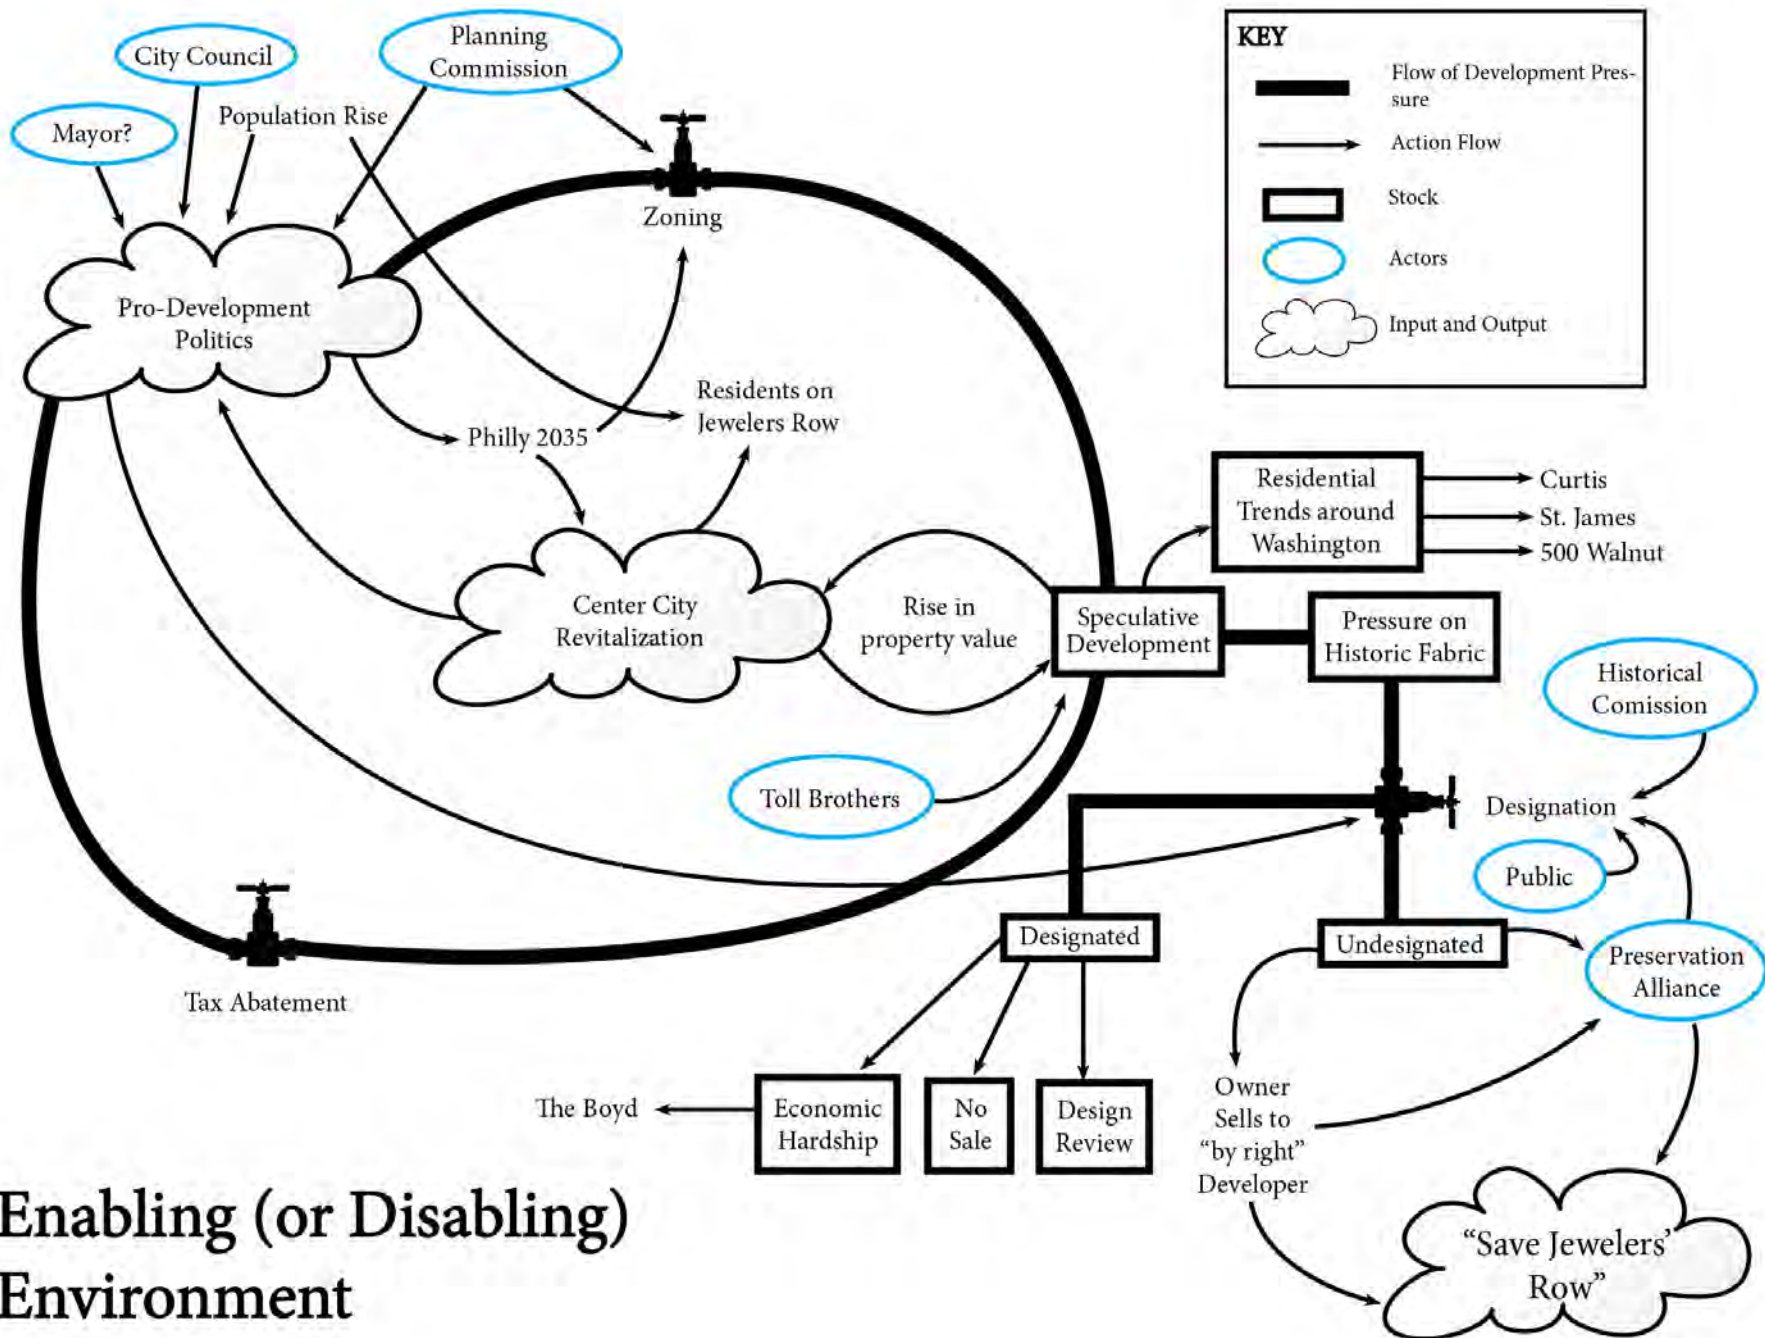 City Council
Planning
Commission
Mayor?
Population Rise
Zoning
Pro-Development
Politics
Philly 2035
Residents on
Jewelers Row
Center City
Revitalization
Rise in
property value
Speculative
Development
Toll Brothers
Tax Abatement
KEY
Flow of Development Pres-
sure
Action Flow
Stock
Actors
Input and Output
Residential
Trends around
Washington
Curtis
St. James
500 Walnut
Pressure on
Historic Fabric
Historical
Comission
Designation
Public
Designated
Undesignated
Preservation
Alliance
The Boyd
Economic
Hardship
No
Sale
Design
Review
Owner
Sells to
“by right”
Developer
“Save Jewelers’
Row”
Enabling (or Disabling)
Environment